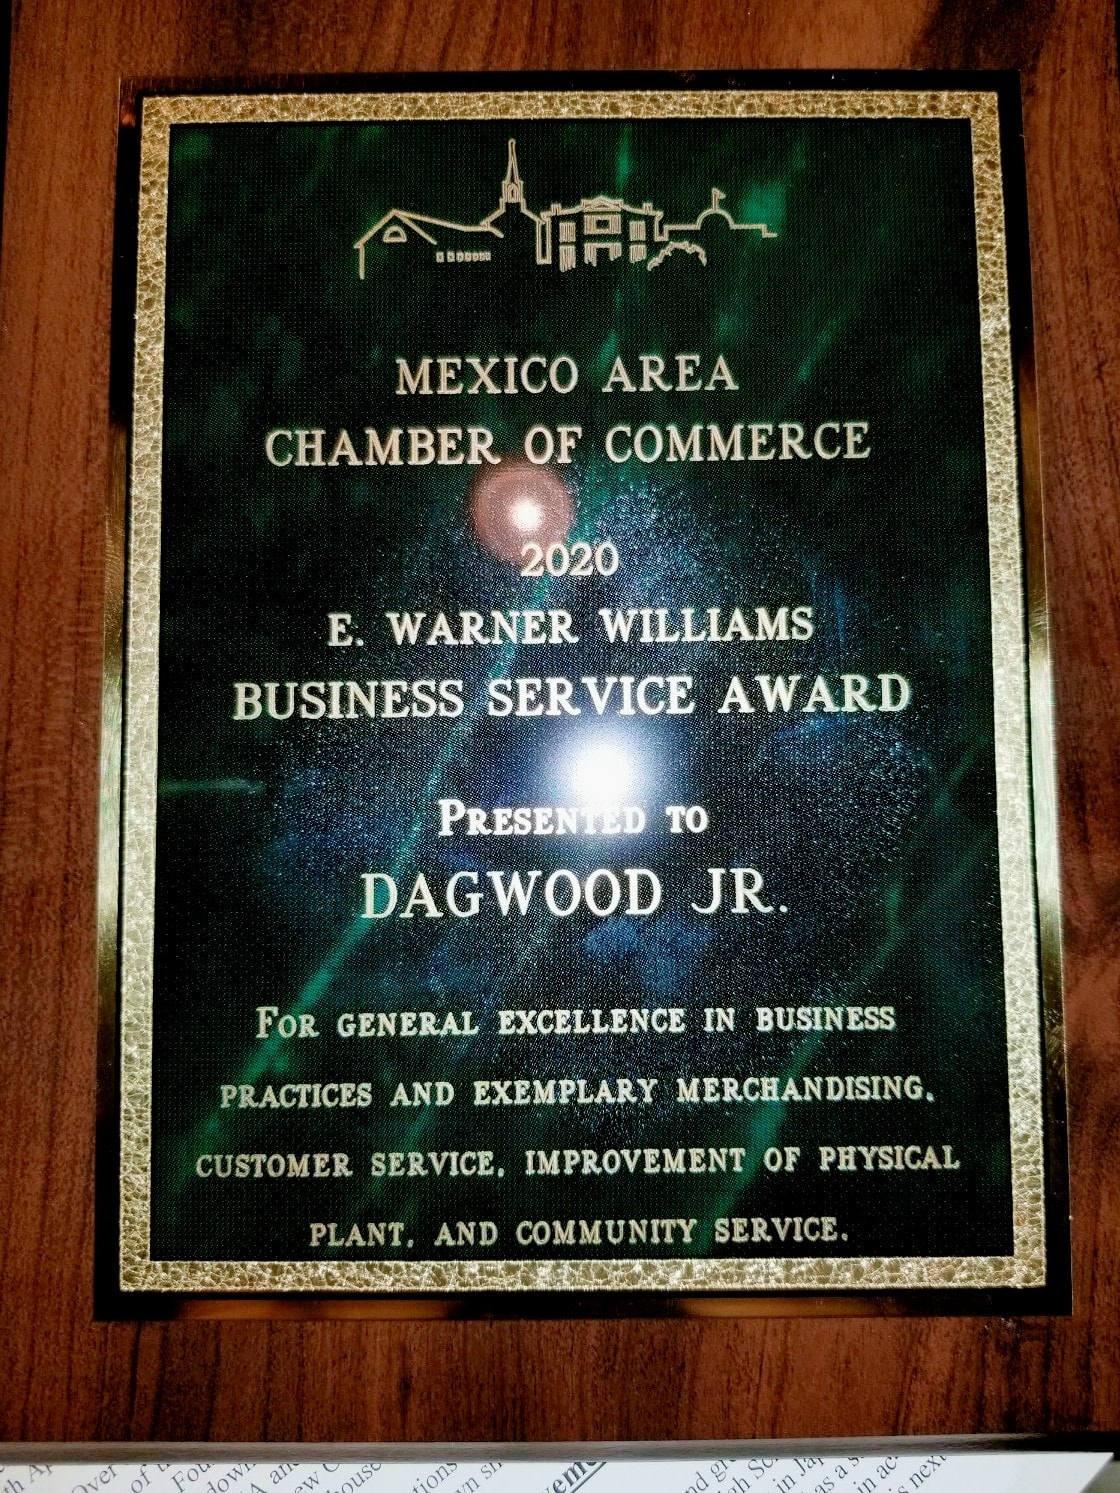 MEXICO AREA
CHAMBER OF COMMERCE
2020
E. WARNER WILLIAMS
BUSINESS SERVICE AWARD
PRESENTED TO
DAGWOOD JR.
FOR GENERAL EXCELLENCE IN BUSINESS
PRACTICES AND EXEMPLARY MERCHANDISING,
CUSTOMER SERVICE, IMPROVEMENT OF PHYSICAL
PLANT, AND COMMUNITY SERVICE.